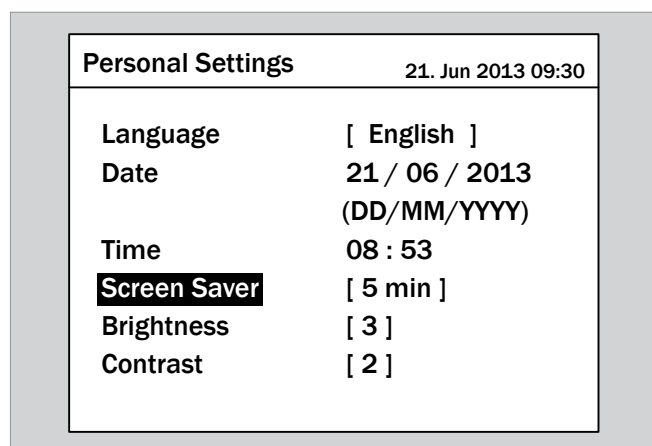 Personal Settings 21. Jun 2013 09:30
Language [ English ]
Date 21 / 06 / 2013
(DD/MM/YYYY)
Time 08 : 53
Screen Saver [ 5 min ]
Brightness [ 3 ]
Contrast [ 2 ]